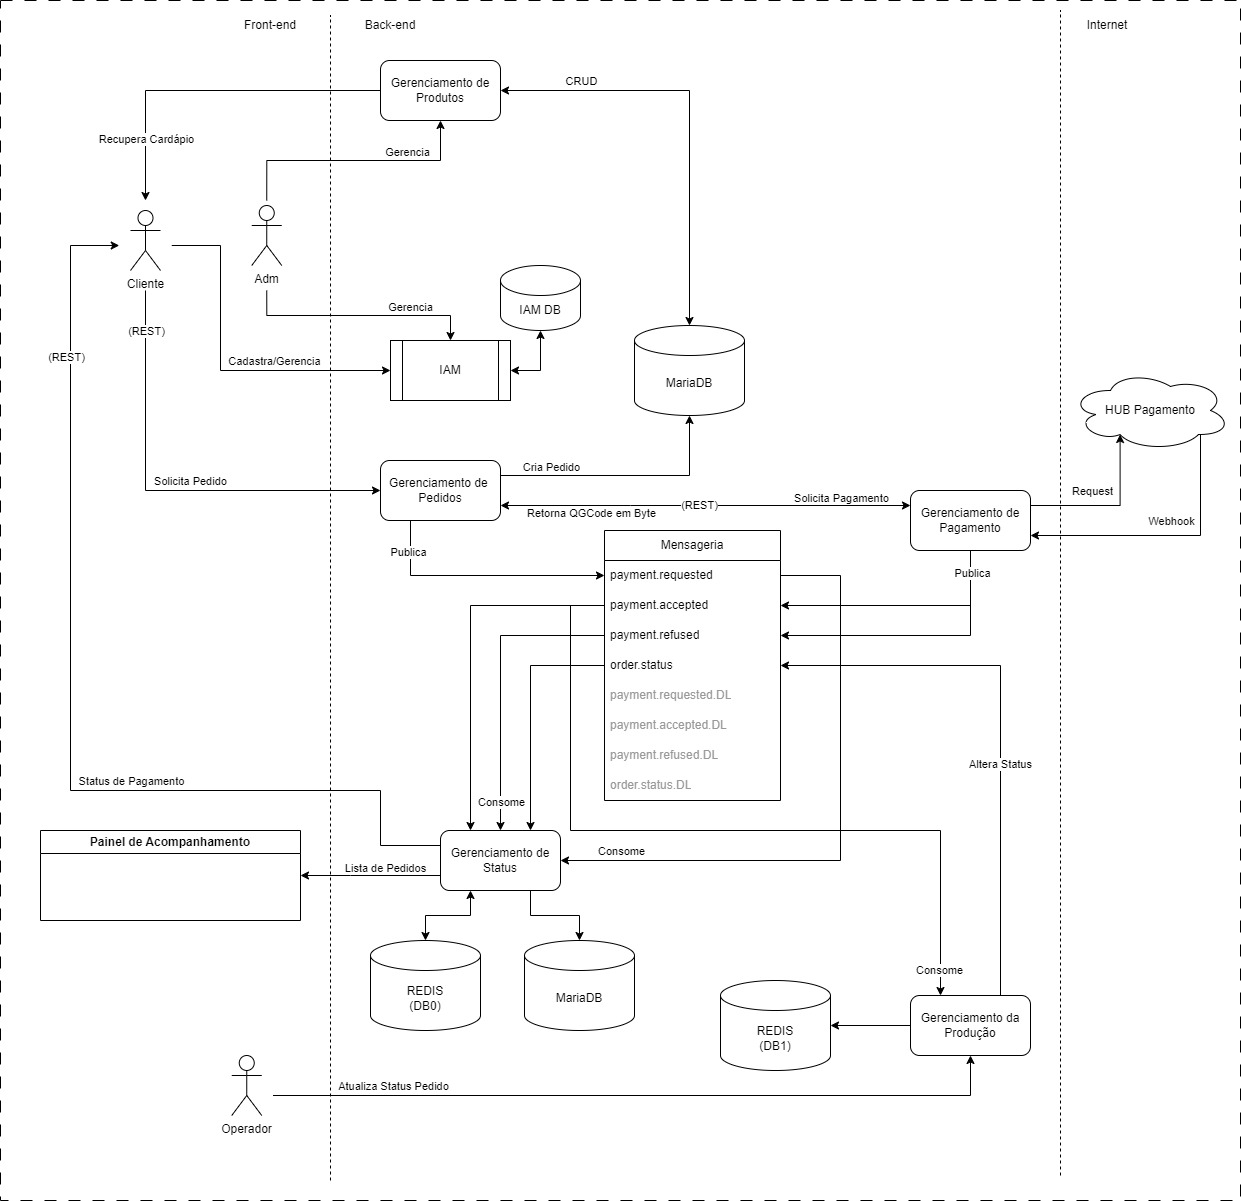 Front-end
Back-end
Internet
Gerenciamento de
Produtos
CRUD
Recupera Cardápio
Gerencia
Cliente
Adm
IAM DB
Gerencia
(REST)
(REST)
Cadastra/Gerencia
IAM
MariaDB
HUB Pagamento
Solicita Pedido
Gerenciamento de
Pedidos
Cria Pedido
Retorna QGCode em Byte
(REST)
Solicita Pagamento
Gerenciamento de
Pagamento
Request
Webhook
Publica
Mensageria
Publica
payment.requested
payment.accepted
payment.refused
order.status
payment.requested.DL
payment.accepted.DL
payment.refused.DL
order.status.DL
Altera Status
Status de Pagamento
Consome
Painel de Acompanhamento
Gerenciamento de
Status
Consome
Lista de Pedidos
REDIS
(DB0)
MariaDB
Consome
REDIS
(DB1)
Gerenciamento da
Produção
Atualiza Status Pedido
Operador